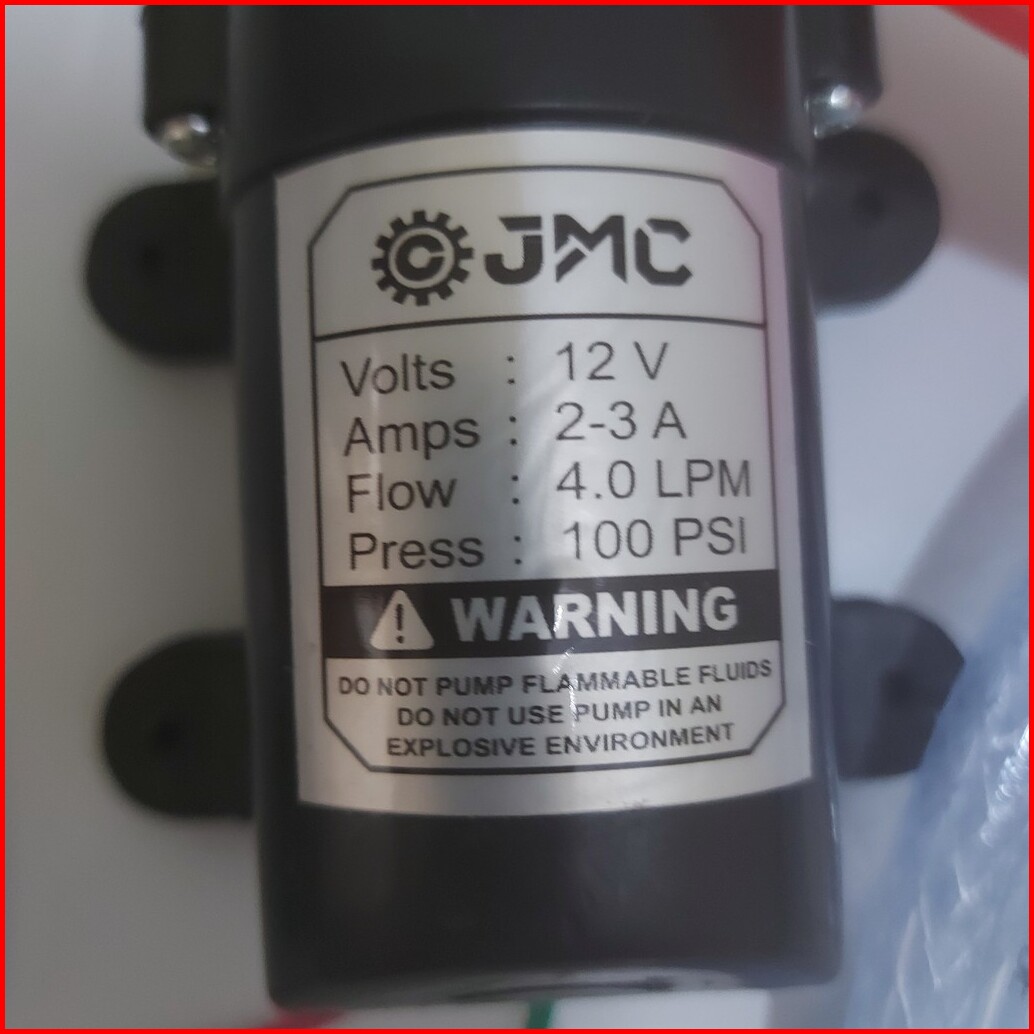 C JMC
Volts : 12 V
Amps : 2-3 A
Flow : 4.0 LPM
Press : 100 PSI
! WARNING
DO NOT PUMP FLAMMABLE FLUIDS
DO NOT USE PUMP IN AN
EXPLOSIVE ENVIRONMENT